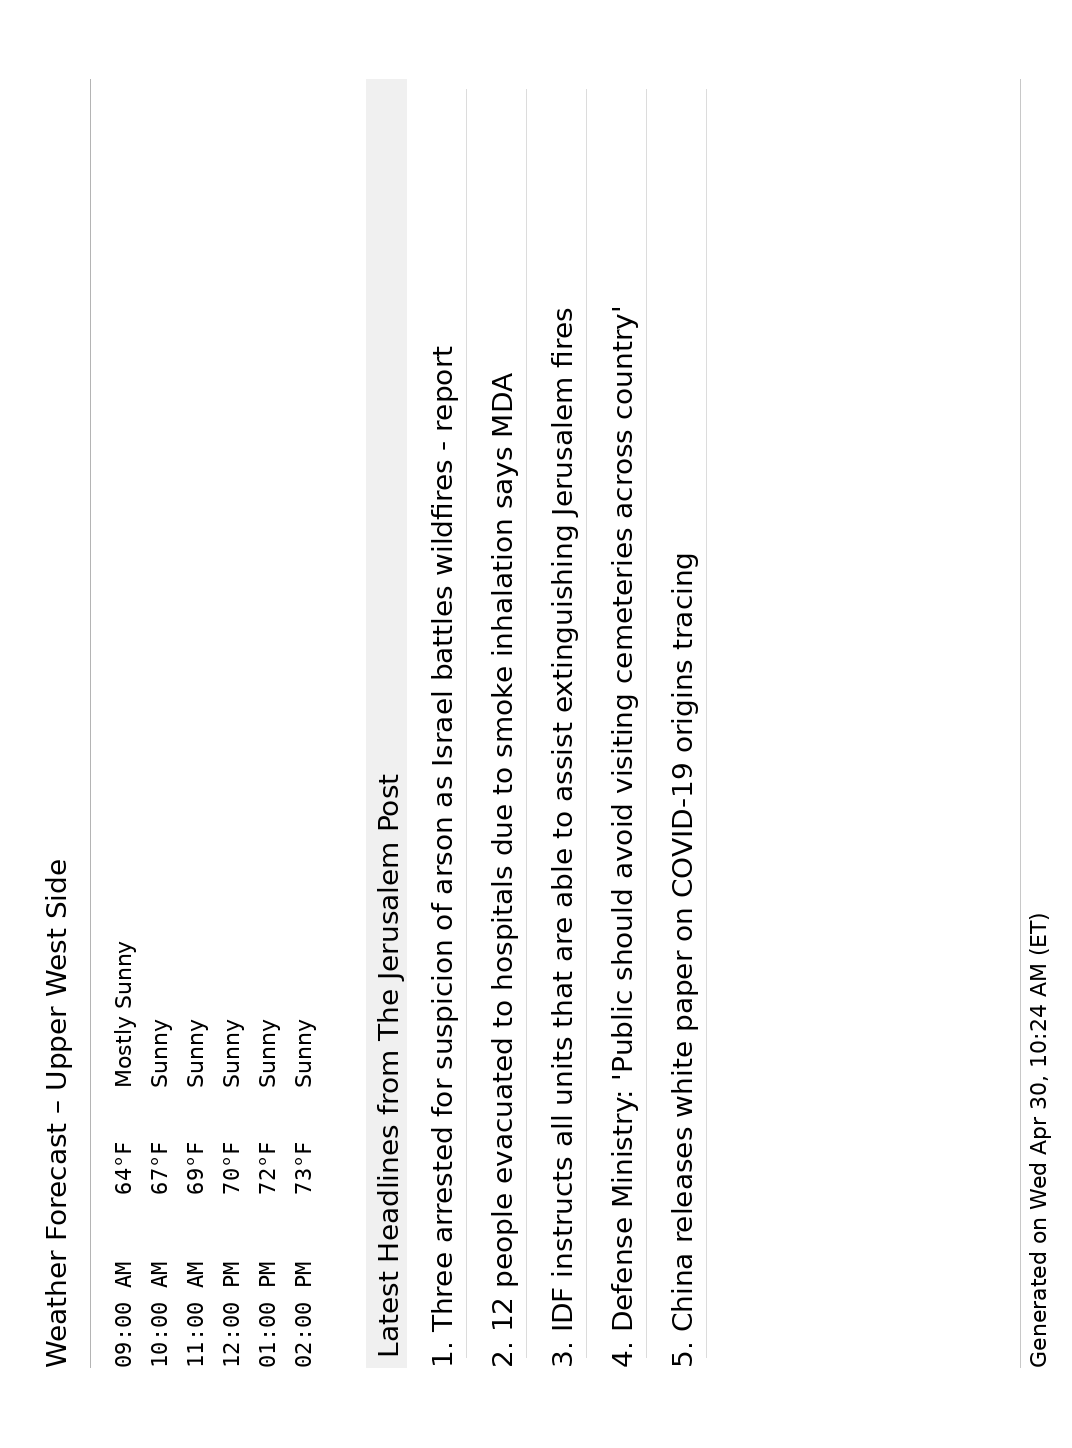 Weather Forecast – Upper West Side
09:00 AM 64°F Mostly Sunny
10:00 AM 67°F Sunny
11:00 AM 69°F Sunny
12:00 PM 70°F Sunny
01:00 PM 72°F Sunny
02:00 PM 73°F Sunny
Latest Headlines from The Jerusalem Post
1. Three arrested for suspicion of arson as Israel battles wildfires - report
2. 12 people evacuated to hospitals due to smoke inhalation says MDA
3. IDF instructs all units that are able to assist extinguishing Jerusalem fires
4. Defense Ministry: 'Public should avoid visiting cemeteries across country'
5. China releases white paper on COVID-19 origins tracing
Generated on Wed Apr 30, 10:24 AM (ET)